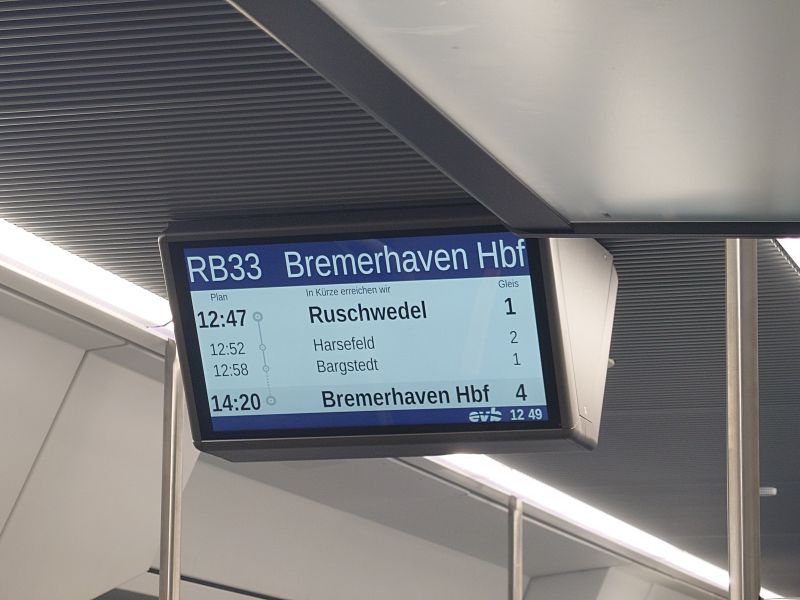 RB33 Bremerhaven Hbf
Plan In Kürze erreichen wir Gleis
12:47 Ruschwedel 1
12:52 Harsefeld 2
12:58 Bargstedt 1
14:20 Bremerhaven Hbf 4
evb 12 49